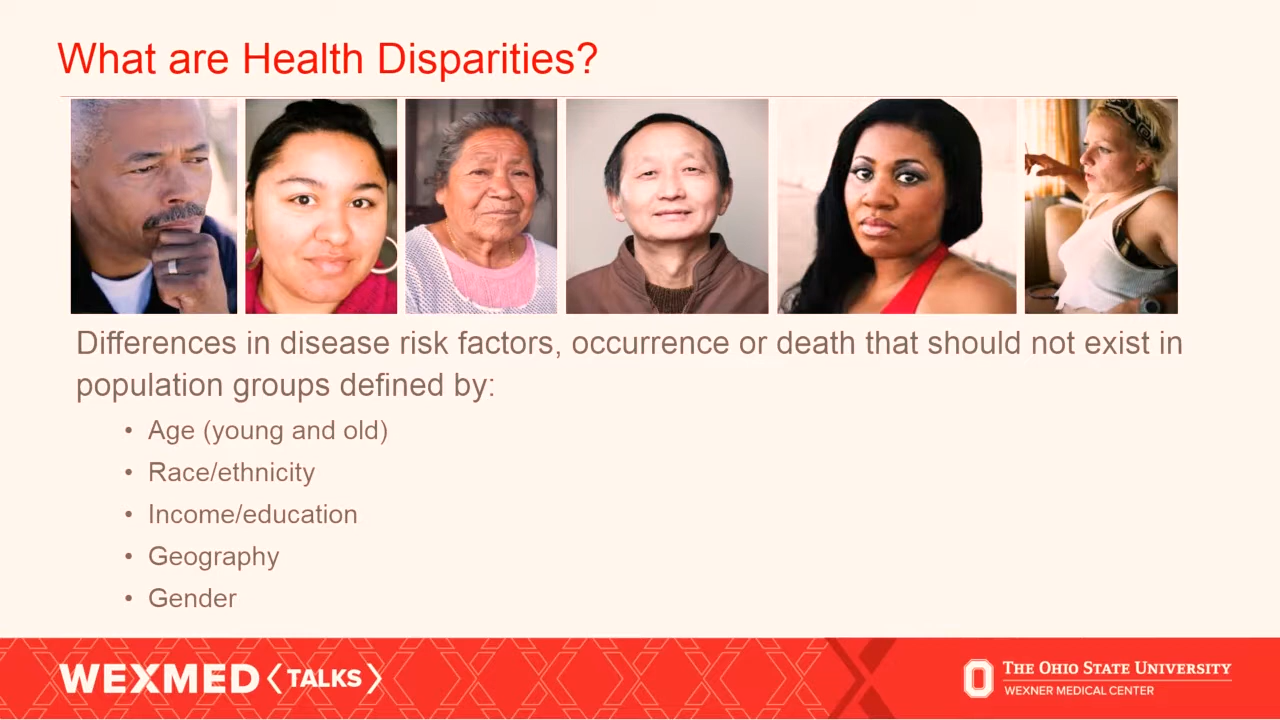 What are Health Disparities?
Differences in disease risk factors, occurrence or death that should not exist in
population groups defined by:
• Age (young and old)
• Race/ethnicity
• Income/education
• Geography
• Gender
WEXMED ⟨TALKS⟩
THE OHIO STATE UNIVERSITY
WEXNER MEDICAL CENTER